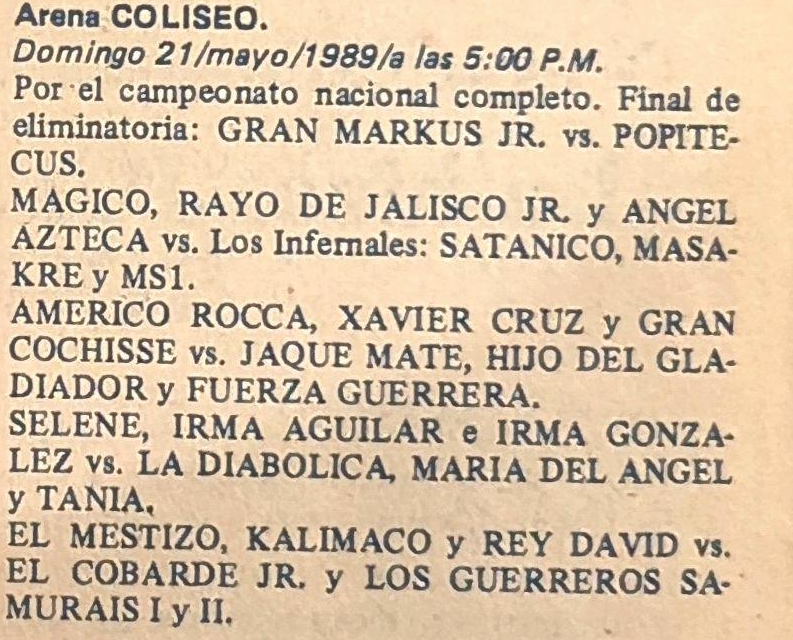 Arena COLISEO.
Domingo 21/mayo/1989/a las 5:00 P.M.
Por el campeonato nacional completo. Final de
eliminatoria: GRAN MARKUS JR. vs. POPITE-
CUS.
MAGICO, RAYO DE JALISCO JR. y ANGEL
AZTECA vs. Los Infernales: SATANICO, MASA-
KRE y MS1.
AMERICO ROCCA, XAVIER CRUZ y GRAN
COCHISSE vs. JAQUE MATE, HIJO DEL GLA-
DIADOR y FUERZA GUERRERA.
SELENE, IRMA AGUILAR e IRMA GONZA-
LEZ vs. LA DIABOLICA, MARIA DEL ANGEL
y TANIA.
EL MESTIZO, KALIMACO y REY DAVID vs.
EL COBARDE JR. y LOS GUERREROS SA-
MURAIS I y II.